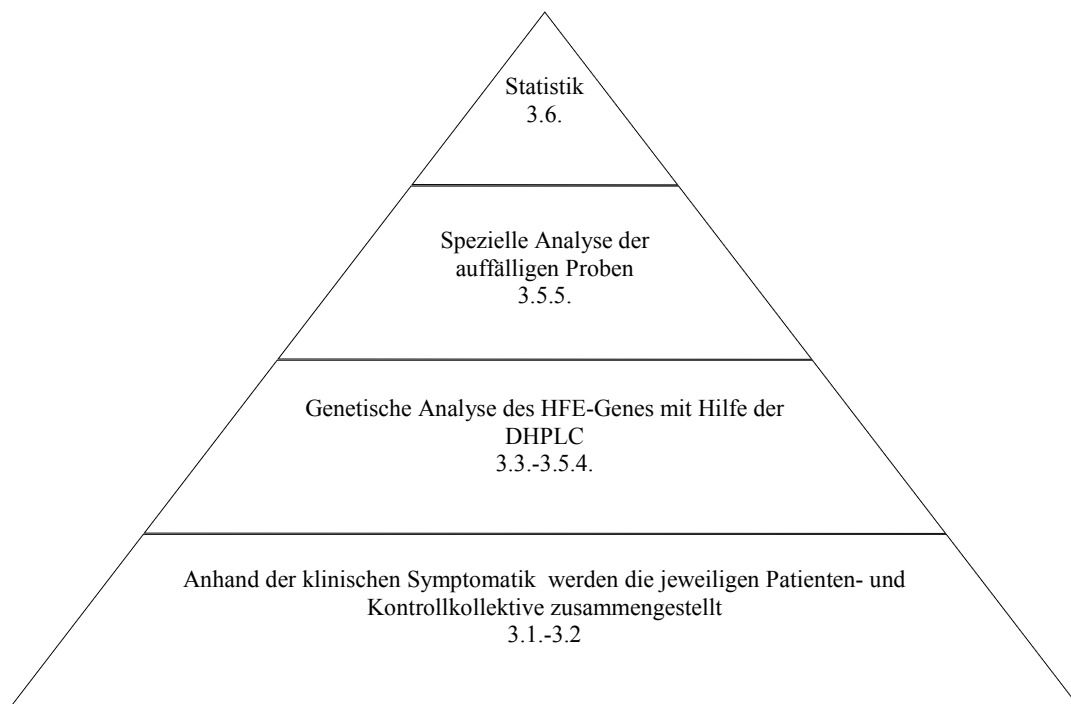 Statistik
3.6.
Spezielle Analyse der
auffälligen Proben
3.5.5.
Genetische Analyse des HFE-Genes mit Hilfe der
DHPLC
3.3.-3.5.4.
Anhand der klinischen Symptomatik werden die jeweiligen Patienten- und
Kontrollkollektive zusammengestellt
3.1.-3.2